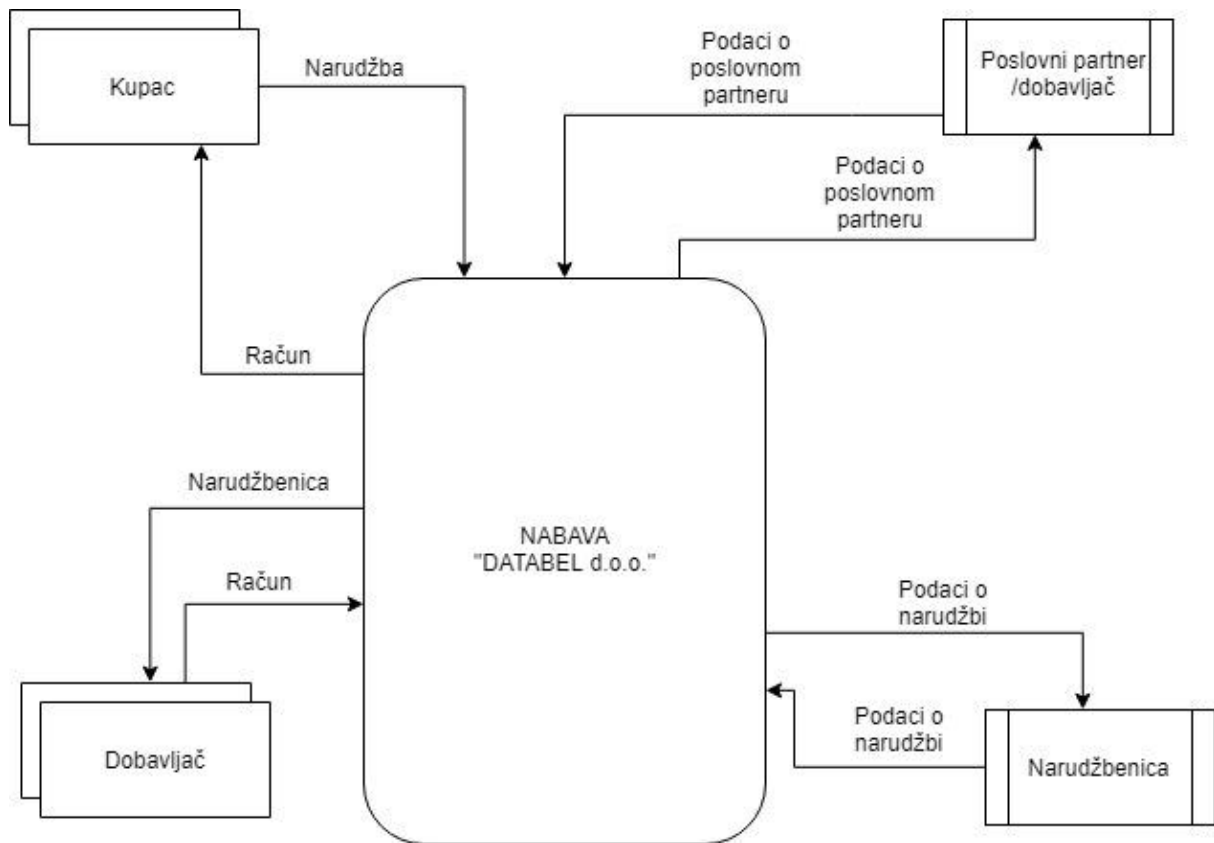 Kupac
Narudžba
Podaci o
poslovnom
partneru
Poslovni partner
/dobavljač
Podaci o
poslovnom
partneru
Račun
Narudžbenica
Račun
NABAVA
"DATABEL d.o.o."
Podaci o
narudžbi
Podaci o
narudžbi
Dobavljač
Narudžbenica